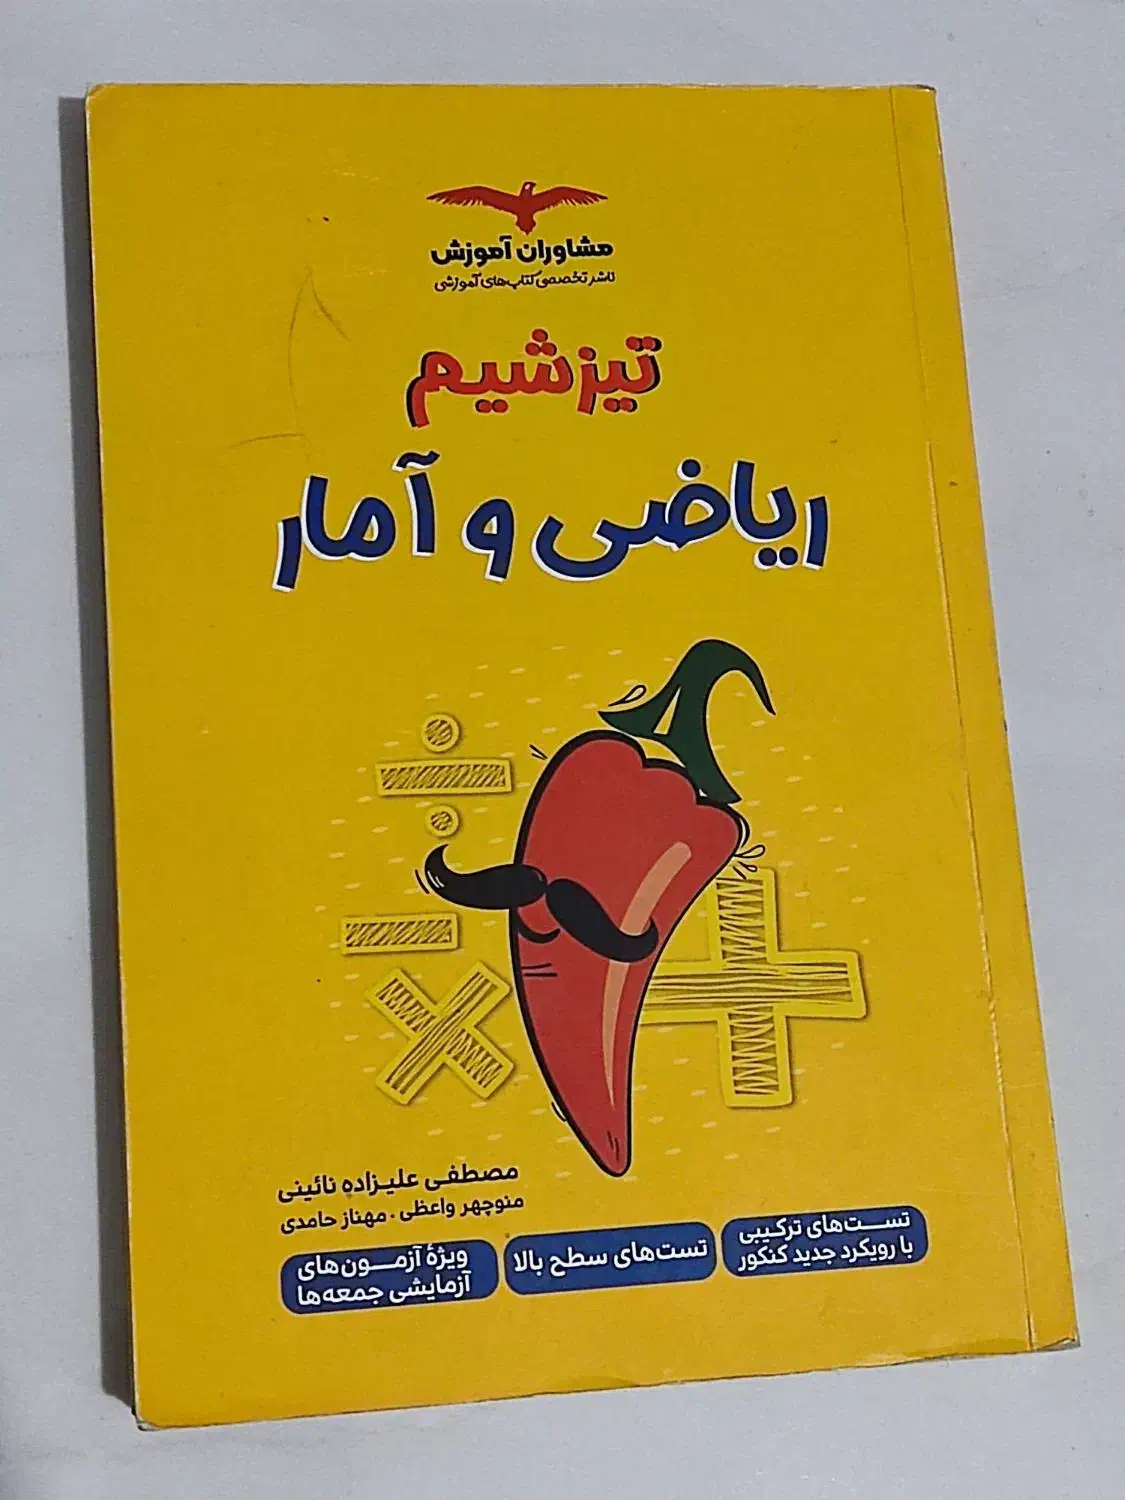 مشاوران آموزش
ناشر تخصصی کتاب‌های آموزشی
تیزشیم
ریاضی و آمار
مصطفی علیزاده نائینی
منوچهر واعظی . مهناز حامدی
تست‌های ترکیبی
با رویکرد جدید کنکور
تست‌های سطح بالا
ویژهٔ آزمون‌های
آزمایشی جمعه‌ها